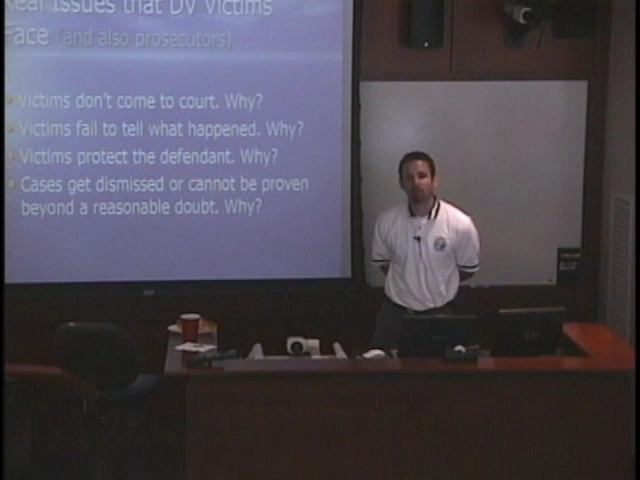 Real Issues that DV Victims
Face (and also prosecutors)
• Victims don't come to court. Why?
• Victims fail to tell what happened. Why?
• Victims protect the defendant. Why?
• Cases get dismissed or cannot be proven
beyond a reasonable doubt. Why?